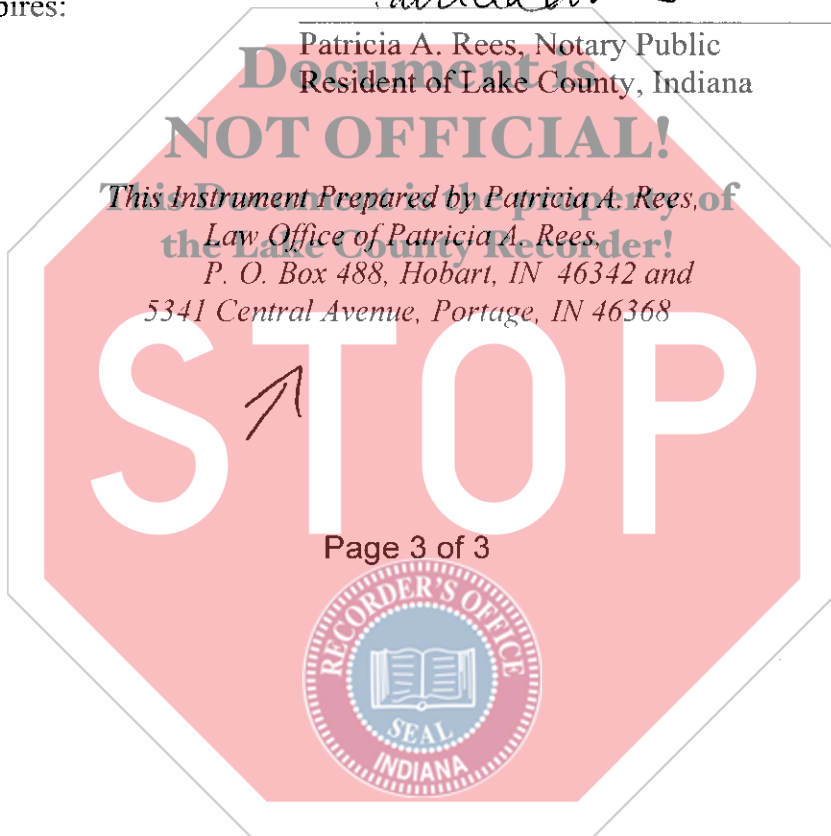 pires:
Patricia A. Rees, Notary Public
Resident of Lake County, Indiana
Document is
NOT OFFICIAL!
This Document is the property of
the Lake County Recorder!
This Instrument Prepared by Patricia A. Rees,
Law Office of Patricia A. Rees,
P. O. Box 488, Hobart, IN 46342 and
5341 Central Avenue, Portage, IN 46368
STOP
Page 3 of 3
RECORDER'S OFFICE
SEAL
INDIANA